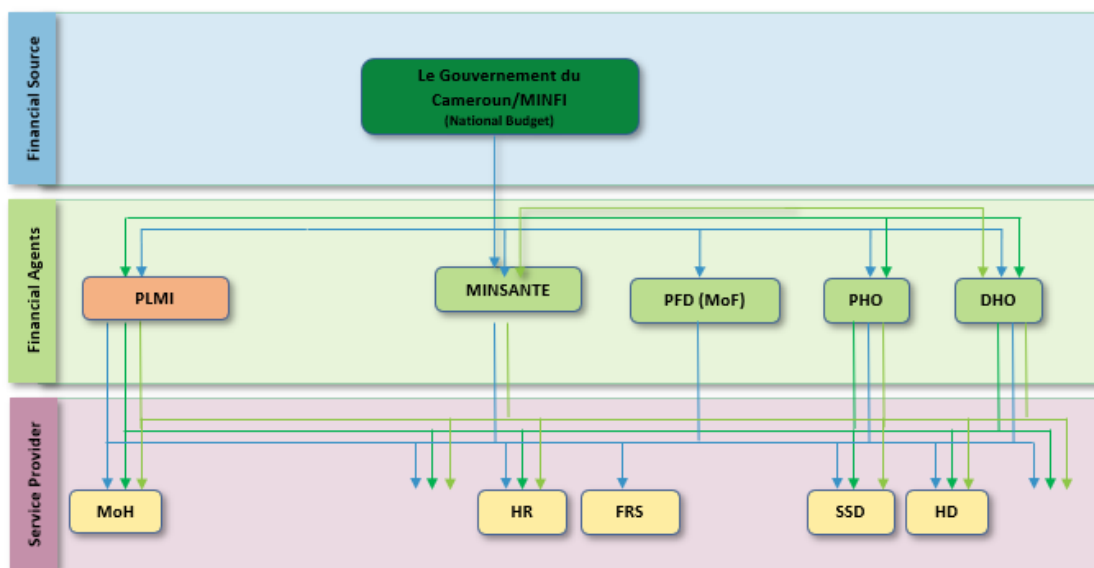 Financial Source
Le Gouvernement du
Cameroun/MINFI
(National Budget)
Financial Agents
PLMI
MINSANTE
PFD (MoF)
PHO
DHO
Service Provider
MoH
HR
FRS
SSD
HD